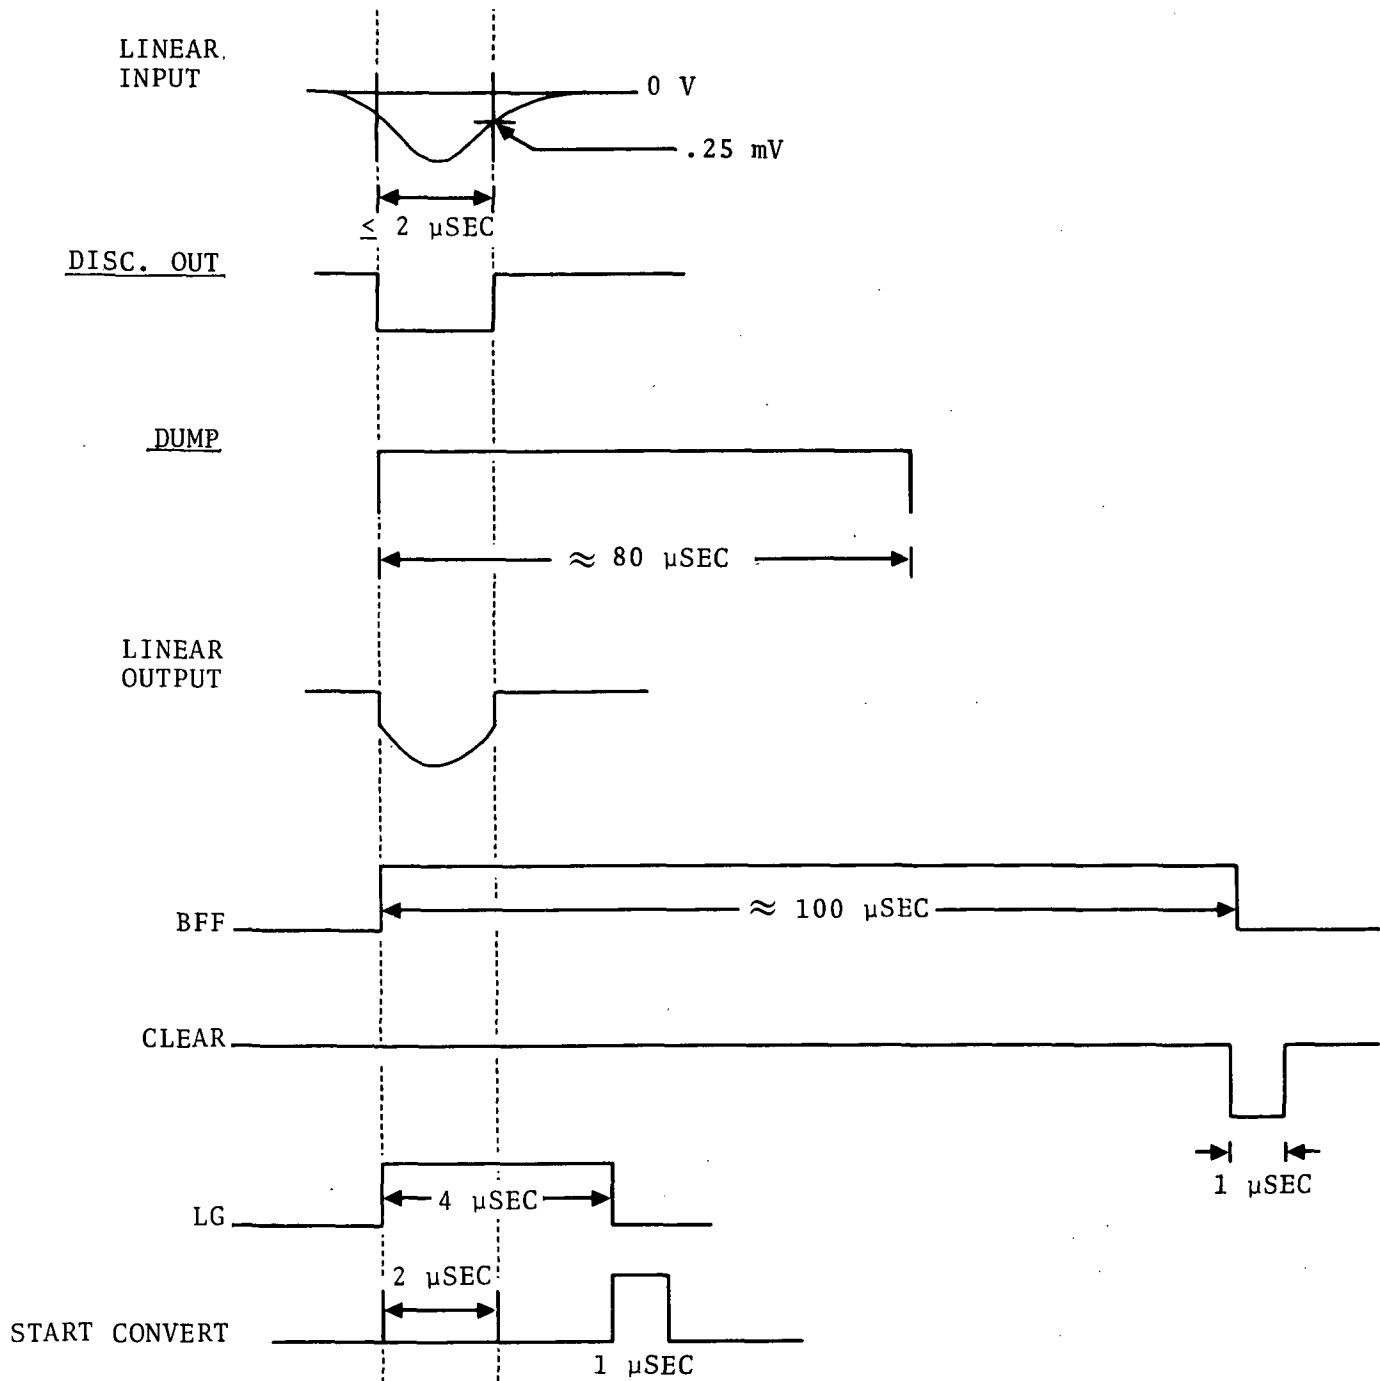 LINEAR
INPUT
0 V
.25 mV
≤ 2 µSEC
DISC. OUT
DUMP
≈ 80 µSEC
LINEAR
OUTPUT
BFF
≈ 100 µSEC
CLEAR
1 µSEC
LG
4 µSEC
2 µSEC
START CONVERT
1 µSEC